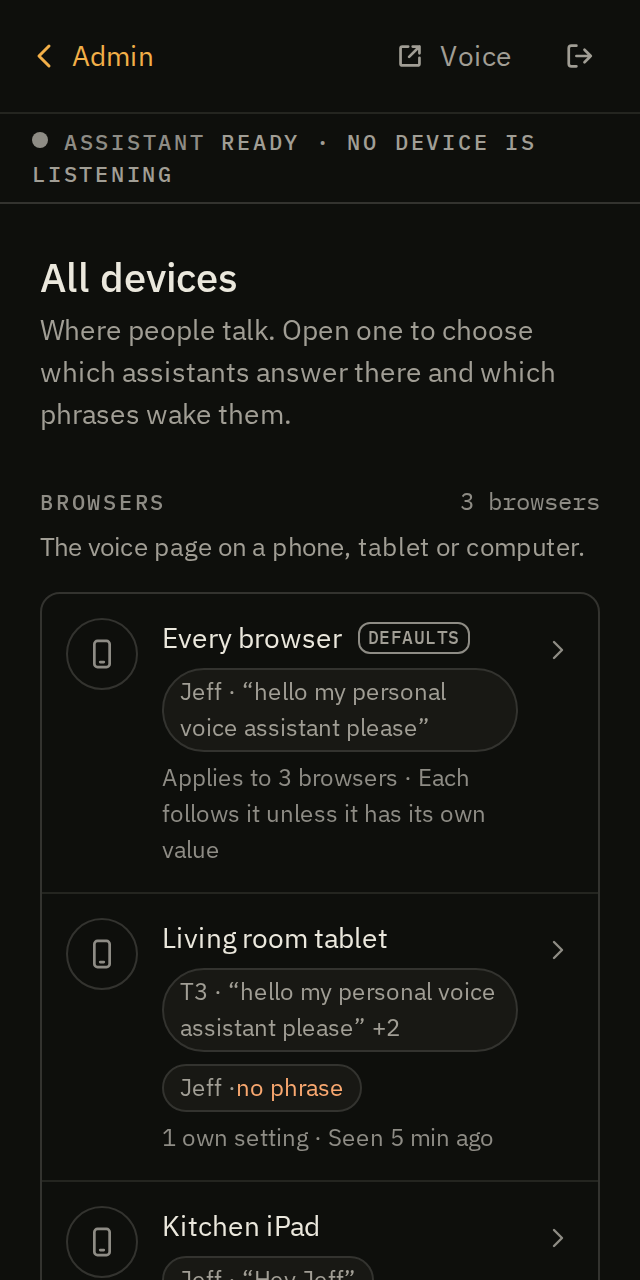 Admin
Voice
ASSISTANT READY · NO DEVICE IS
LISTENING
All devices
Where people talk. Open one to choose
which assistants answer there and which
phrases wake them.
BROWSERS
3 browsers
The voice page on a phone, tablet or computer.
Every browser DEFAULTS
Jeff · “hello my personal
voice assistant please”
Applies to 3 browsers · Each
follows it unless it has its own
value
Living room tablet
T3 · “hello my personal voice
assistant please” +2
Jeff ·no phrase
1 own setting · Seen 5 min ago
Kitchen iPad
Jeff · “Hey Jeff”